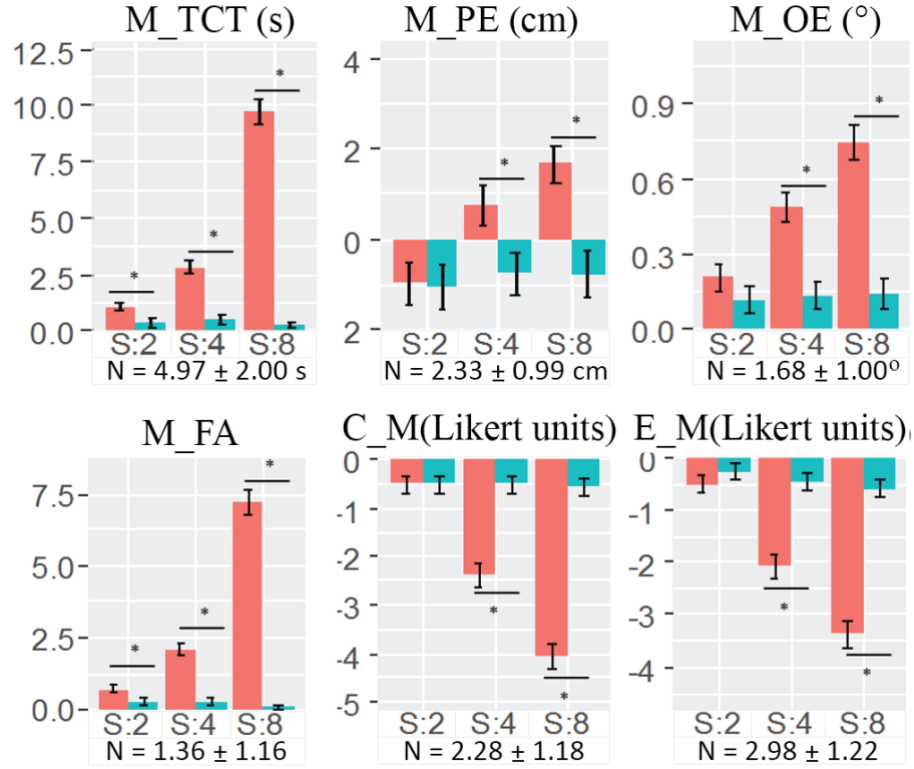 M_TCT (s)
12.5
10.0
7.5
5.0
2.5
0.0
*
*
*
S:2 S:4 S:8
N = 4.97 ± 2.00 s
M_PE (cm)
4
2
0
2
*
*
S:2 S:4 S:8
N = 2.33 ± 0.99 cm
M_OE (°)
0.9
0.6
0.3
0.0
*
*
S:2 S:4 S:8
N = 1.68 ± 1.00º
M_FA
7.5
5.0
2.5
0.0
*
*
*
S:2 S:4 S:8
N = 1.36 ± 1.16
C_M(Likert units)
0
-1
-2
-3
-4
-5
*
*
S:2 S:4 S:8
N = 2.28 ± 1.18
E_M(Likert units)
0
-1
-2
-3
-4
*
*
S:2 S:4 S:8
N = 2.98 ± 1.22